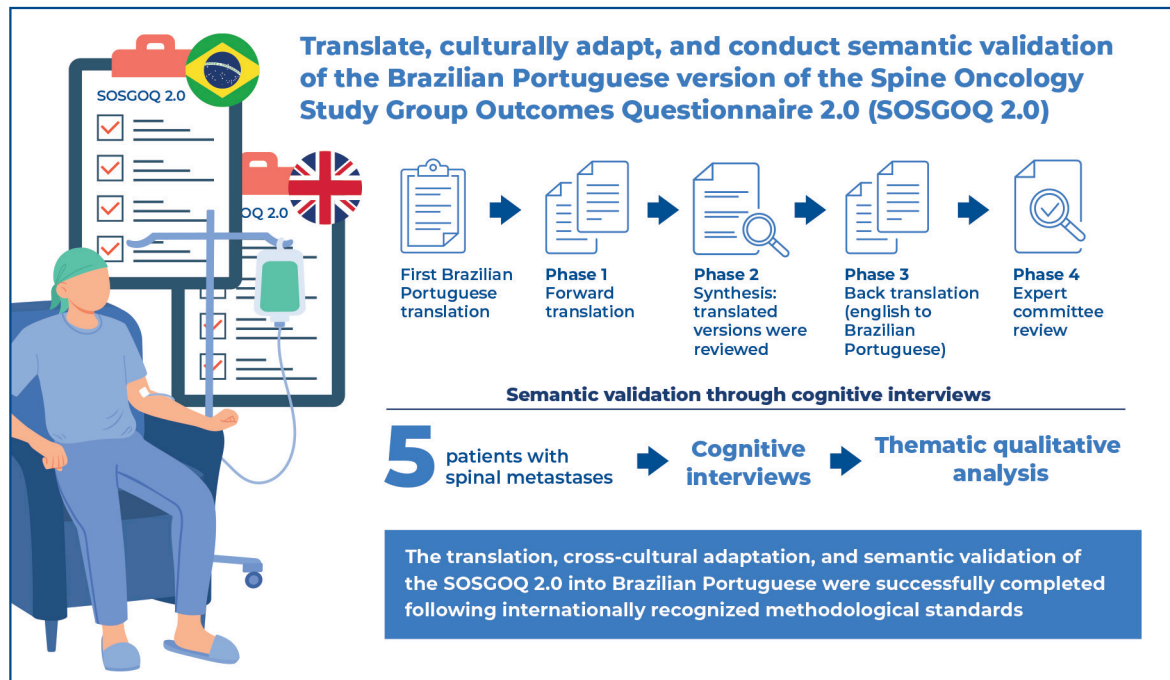 Translate, culturally adapt, and conduct semantic validation
of the Brazilian Portuguese version of the Spine Oncology
Study Group Outcomes Questionnaire 2.0 (SOSGOQ 2.0)
SOSGOQ 2.0
OQ 2.0
First Brazilian
Portuguese
translation
Phase 1
Forward
translation
Phase 2
Synthesis:
translated
versions were
reviewed
Phase 3
Back translation
(english to
Brazilian
Portuguese)
Phase 4
Expert
committee
review
Semantic validation through cognitive interviews
5 patients with
spinal metastases
Cognitive
interviews
Thematic qualitative
analysis
The translation, cross-cultural adaptation, and semantic validation of
the SOSGOQ 2.0 into Brazilian Portuguese were successfully completed
following internationally recognized methodological standards